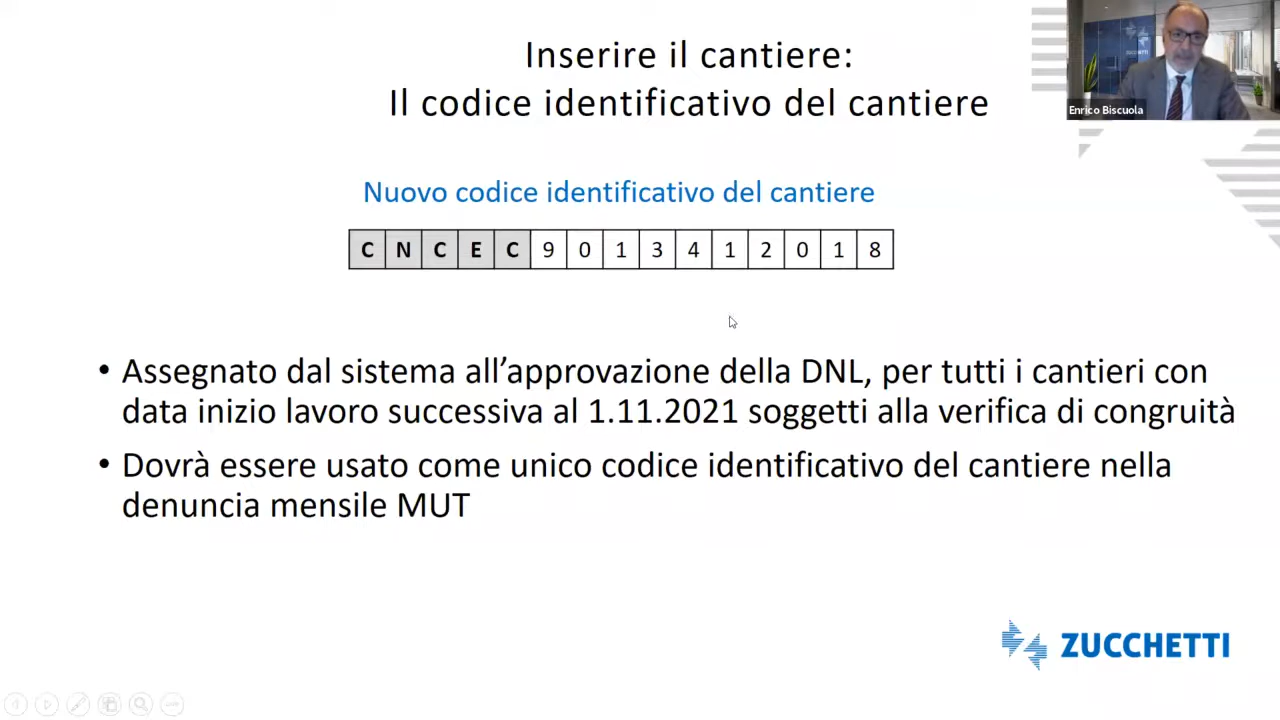 Inserire il cantiere:
Il codice identificativo del cantiere
ZUCCHETTI
Enrico Biscuola
Nuovo codice identificativo del cantiere
C N C E C 9 0 1 3 4 1 2 0 1 8
• Assegnato dal sistema all’approvazione della DNL, per tutti i cantieri con
data inizio lavoro successiva al 1.11.2021 soggetti alla verifica di congruità
• Dovrà essere usato come unico codice identificativo del cantiere nella
denuncia mensile MUT
ZUCCHETTI